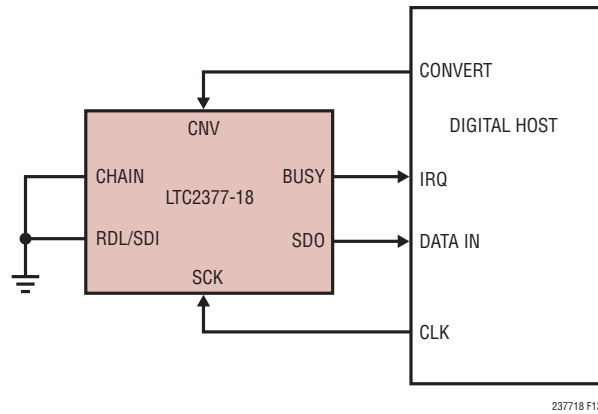 CONVERT
CNV
DIGITAL HOST
CHAIN
BUSY
IRQ
LTC2377-18
RDL/SDI
SDO
DATA IN
SCK
CLK